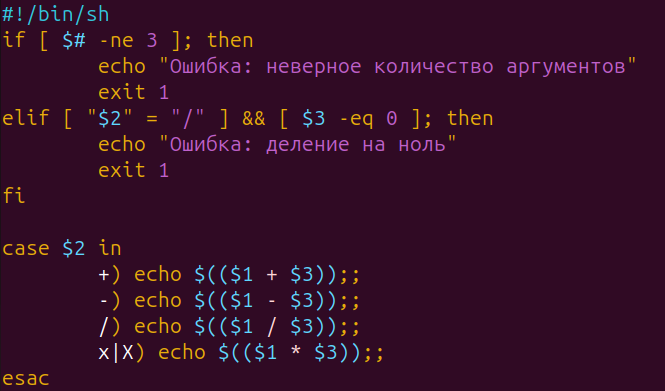 #!/bin/sh
if [ $# -ne 3 ]; then
        echo "Ошибка: неверное количество аргументов"
        exit 1
elif [ "$2" = "/" ] && [ $3 -eq 0 ]; then
        echo "Ошибка: деление на ноль"
        exit 1
fi

case $2 in
        +) echo $(($1 + $3));;
        -) echo $(($1 - $3));;
        /) echo $(($1 / $3));;
        x|X) echo $(($1 * $3));;
esac